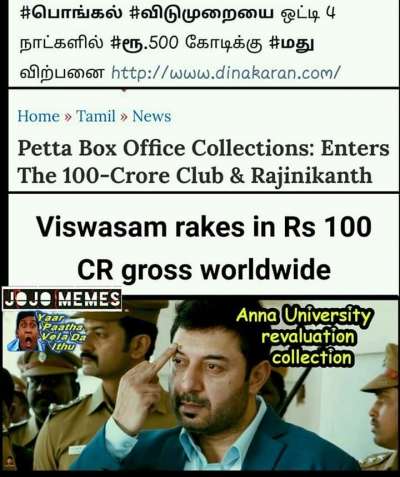 #பொங்கல் #விடுமுறையை ஒட்டி 4
நாட்களில் #ரூ.500 கோடிக்கு #மது
விற்பனை http://www.dinakaran.com/
Home » Tamil » News
Petta Box Office Collections: Enters
The 100-Crore Club & Rajinikanth
Viswasam rakes in Rs 100
CR gross worldwide
JOJO MEMES
Yaar
Paatha
Vela Da
Ithu
Anna University
revaluation
collection